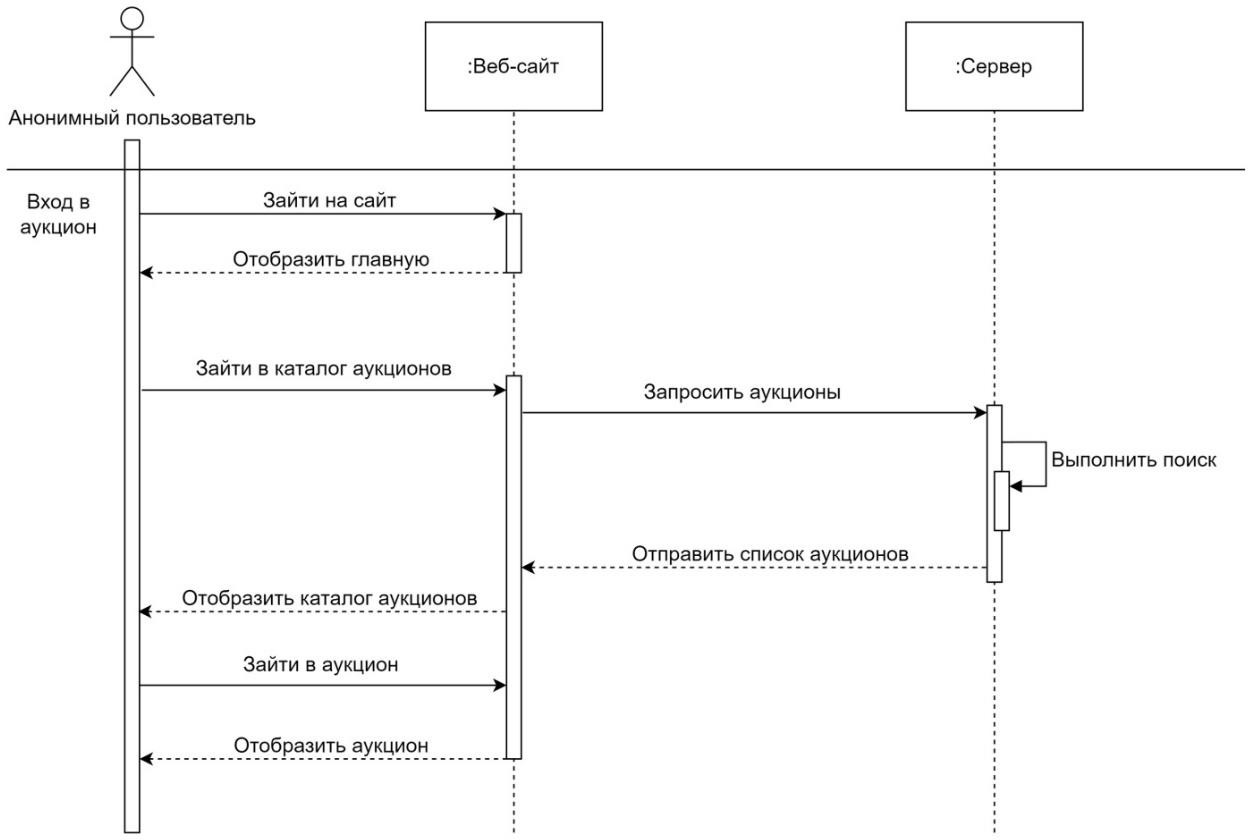 :Веб-сайт
:Сервер
Анонимный пользователь
Вход в
аукцион
Зайти на сайт
Отобразить главную
Зайти в каталог аукционов
Запросить аукционы
Выполнить поиск
Отправить список аукционов
Отобразить каталог аукционов
Зайти в аукцион
Отобразить аукцион